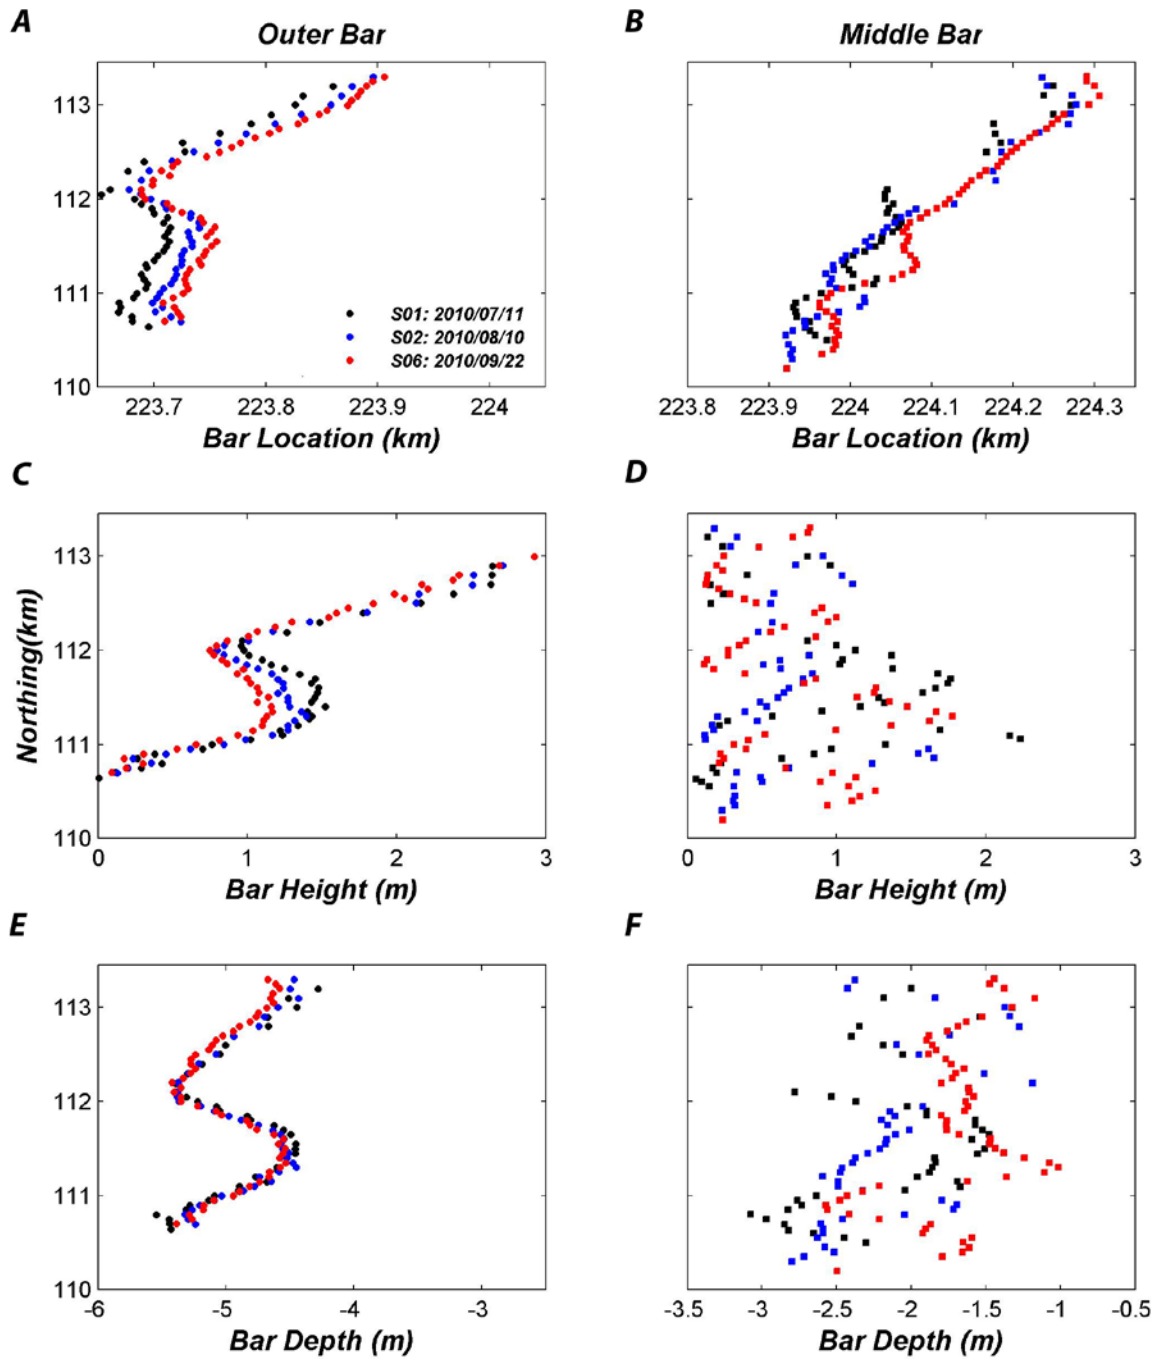 A
Outer Bar
B
Middle Bar
113
112
111
110
S01: 2010/07/11
S02: 2010/08/10
S06: 2010/09/22
223.7 223.8 223.9 224
Bar Location (km)
223.8 223.9 224 224.1 224.2 224.3
Bar Location (km)
C
D
Northing(km)
113
112
111
110
0 1 2 3
Bar Height (m)
0 1 2 3
Bar Height (m)
E
F
113
112
111
110
-6 -5 -4 -3
Bar Depth (m)
-3.5 -3 -2.5 -2 -1.5 -1 -0.5
Bar Depth (m)